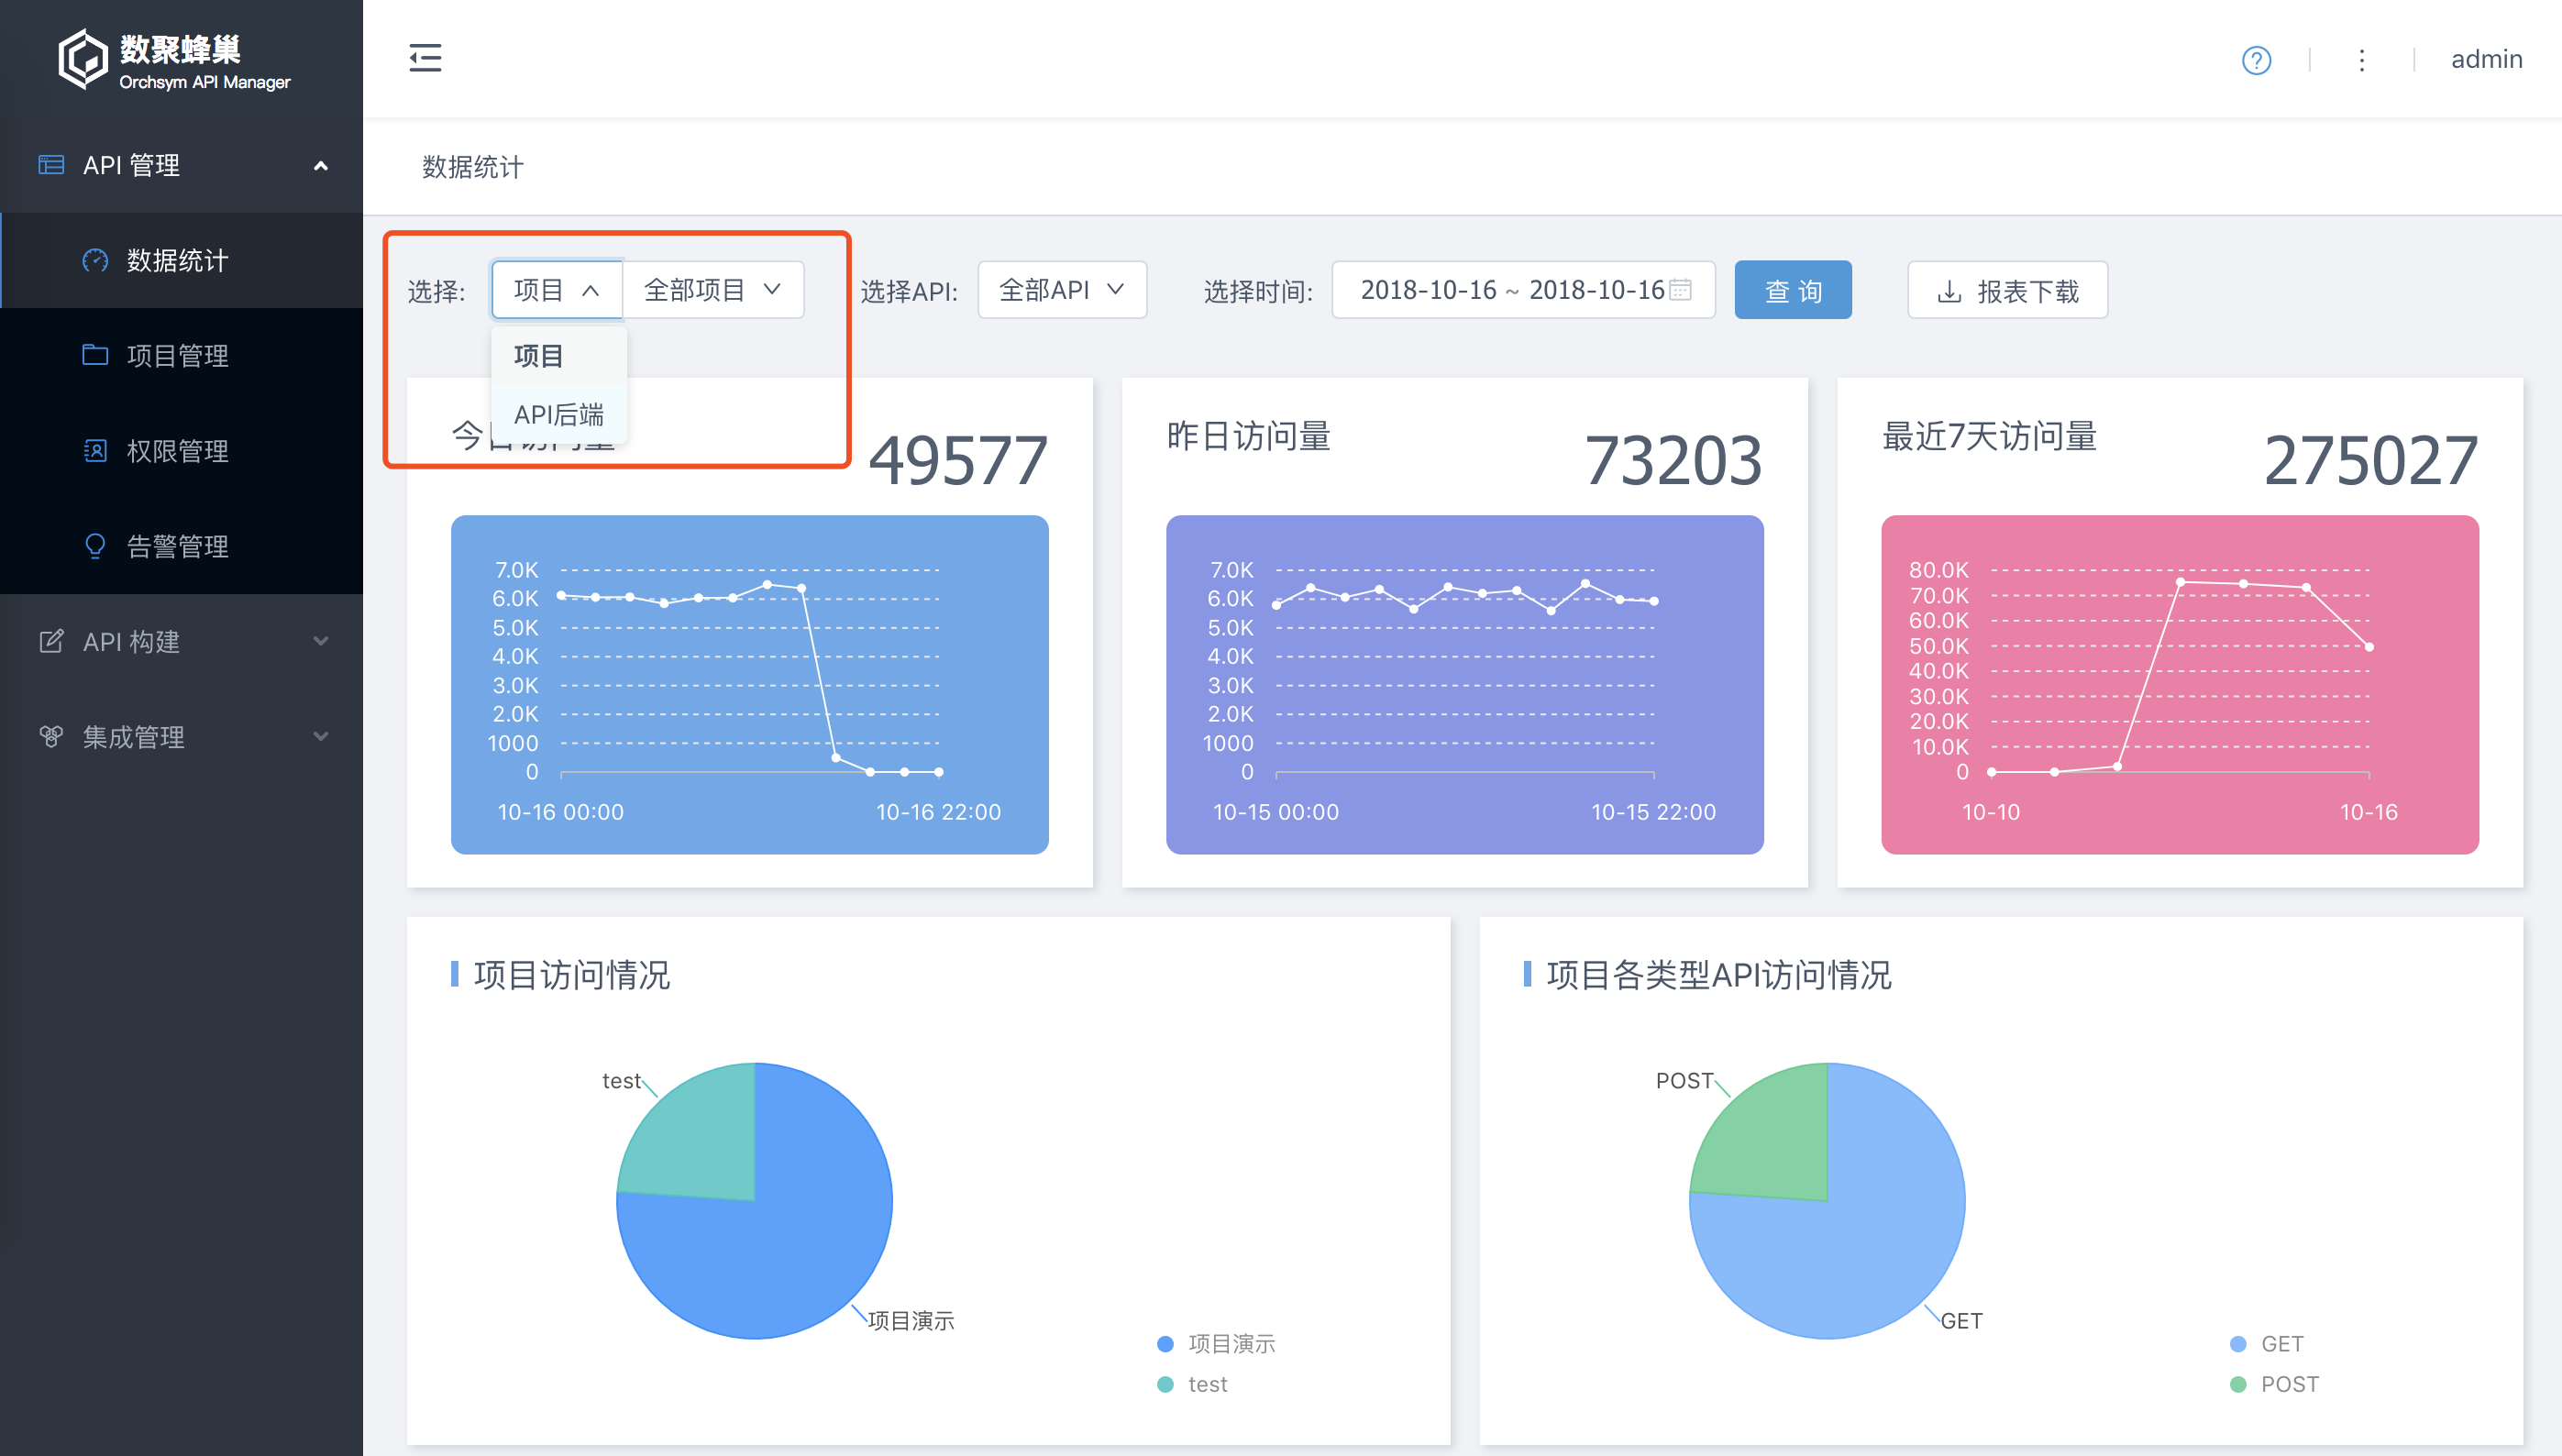 数聚蜂巢
Orchsym API Manager
admin
API 管理
数据统计
数据统计
项目管理
权限管理
告警管理
API 构建
集成管理
选择: 项目 全部项目 选择API: 全部API 选择时间: 2018-10-16 ~ 2018-10-16 查 询 报表下载
项目
API后端
今日访问量 49577
7.0K
6.0K
5.0K
4.0K
3.0K
2.0K
1000
0
10-16 00:00 10-16 22:00
昨日访问量 73203
7.0K
6.0K
5.0K
4.0K
3.0K
2.0K
1000
0
10-15 00:00 10-15 22:00
最近7天访问量 275027
80.0K
70.0K
60.0K
50.0K
40.0K
30.0K
20.0K
10.0K
0
10-10 10-16
项目访问情况
test
项目演示
项目演示
test
项目各类型API访问情况
POST
GET
GET
POST